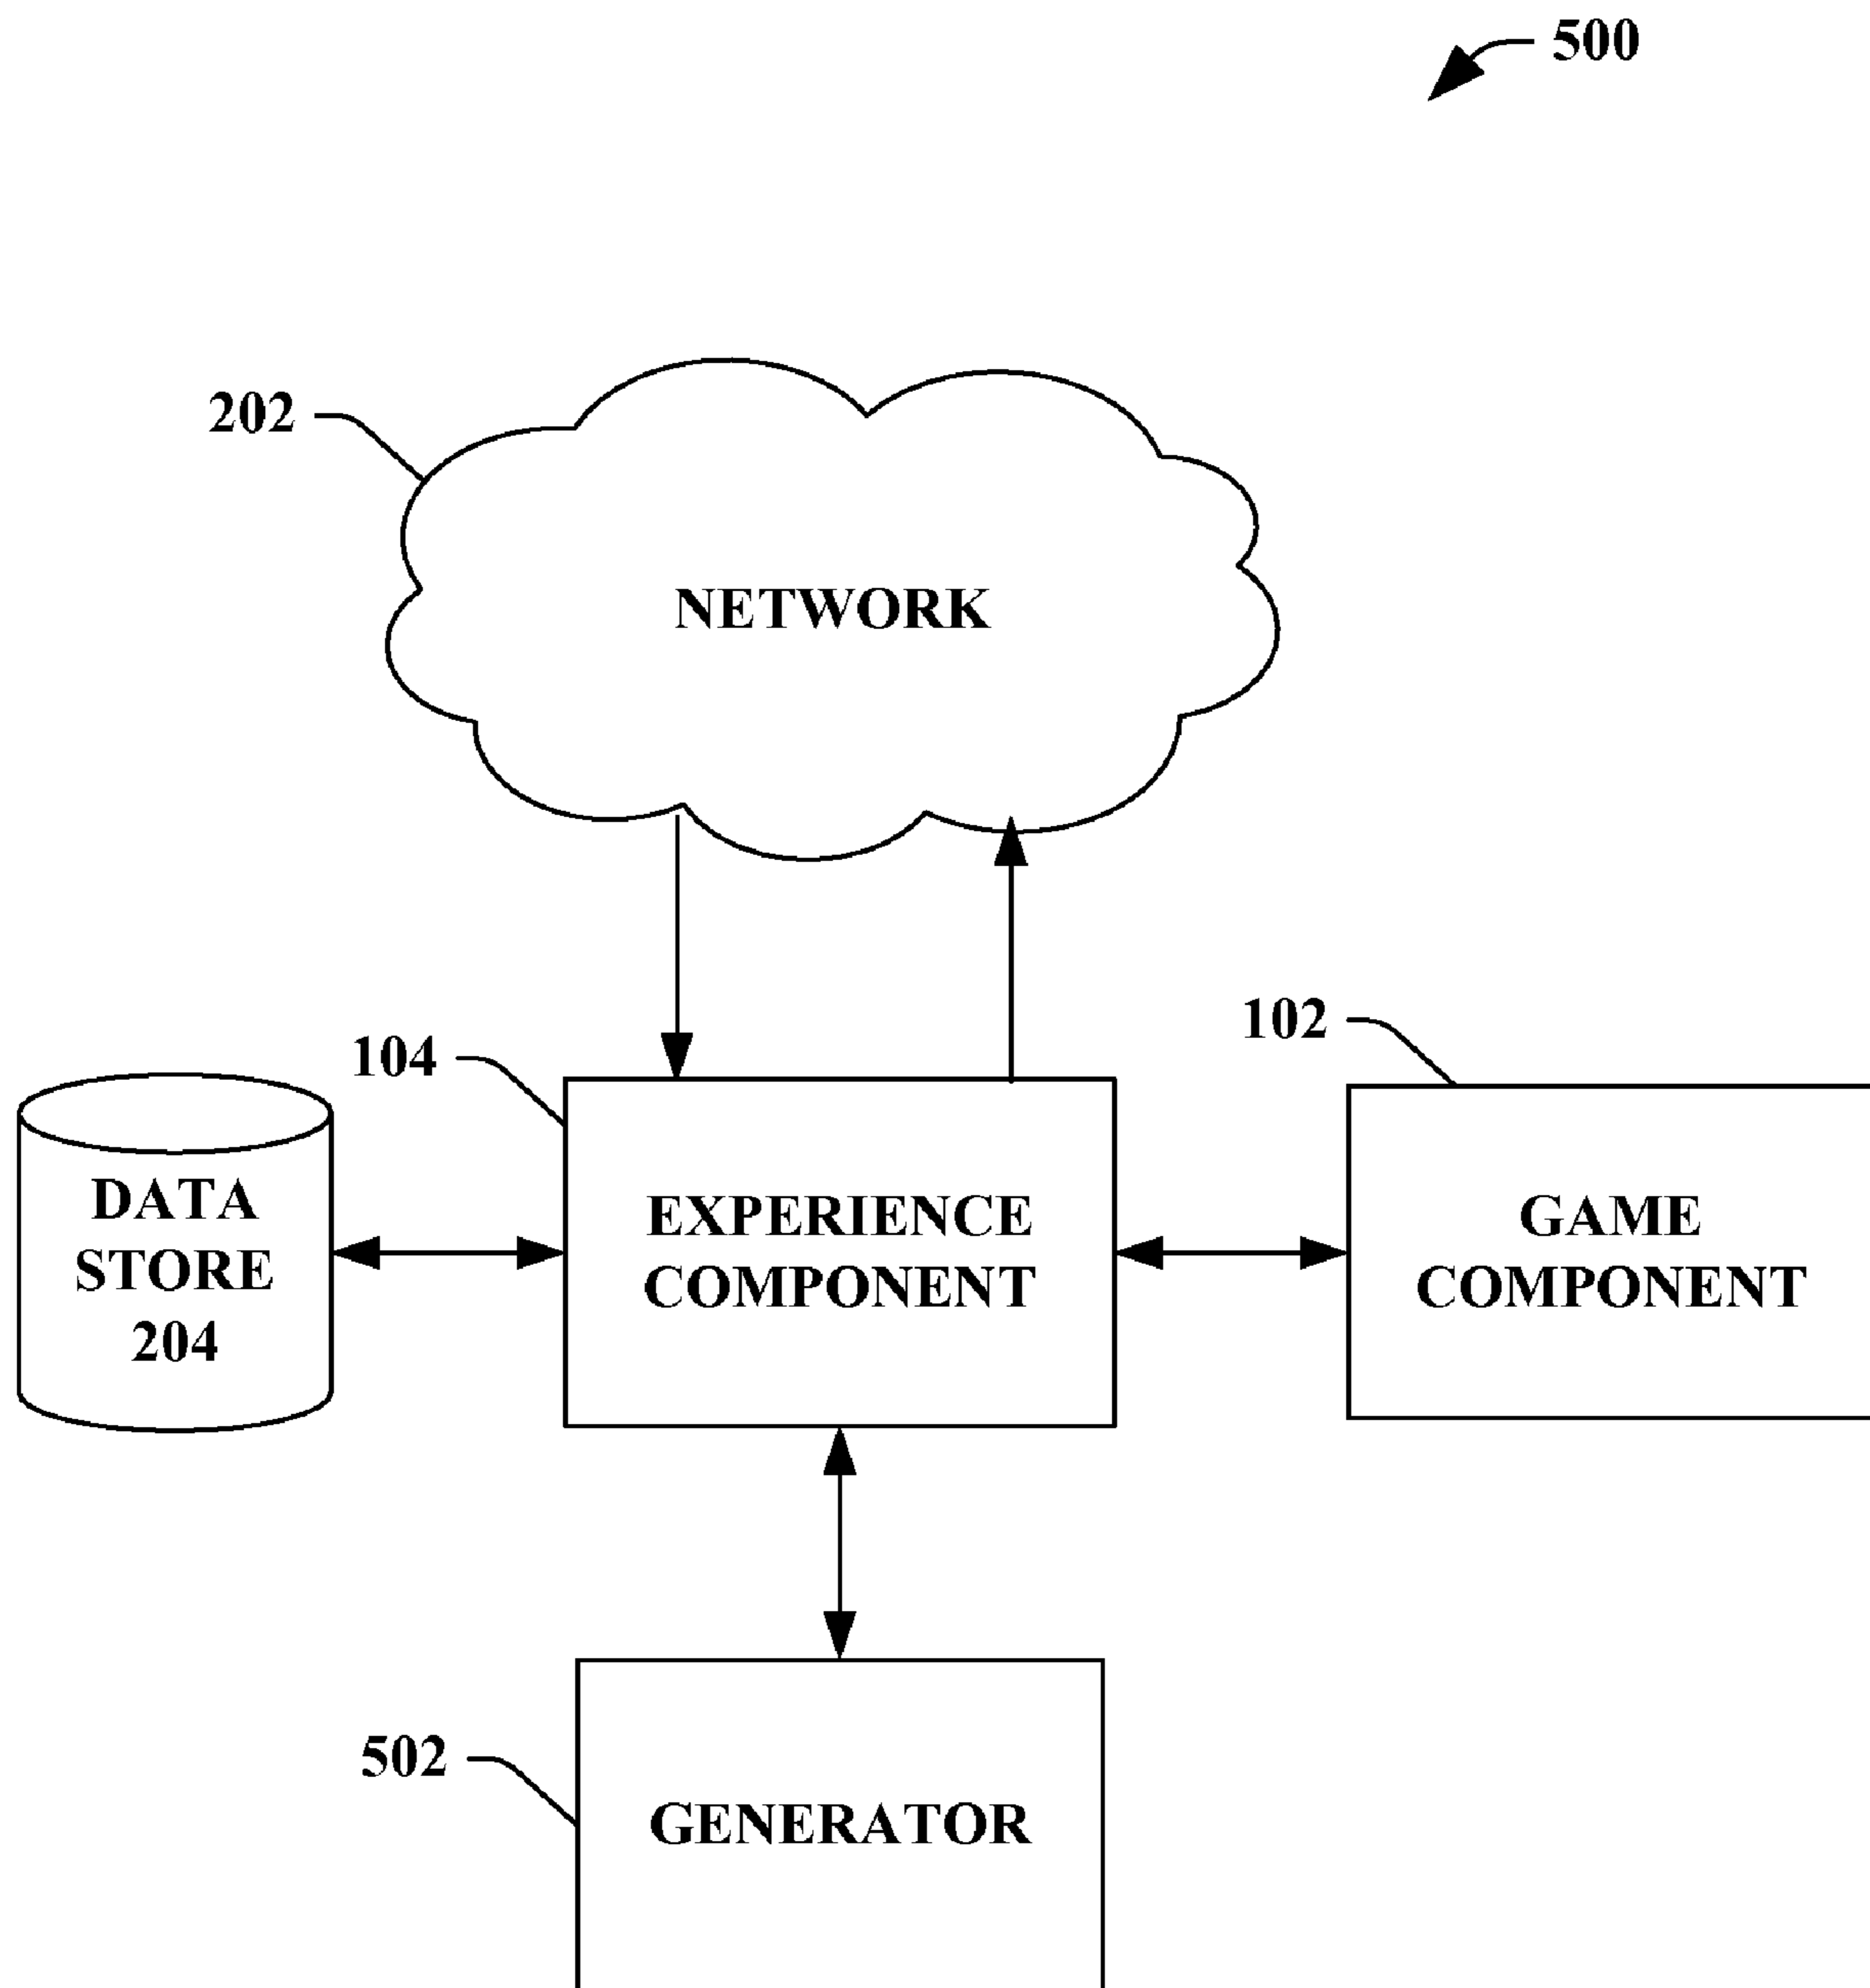 500
202
NETWORK
102
104
DATA
STORE
204
EXPERIENCE
COMPONENT
GAME
COMPONENT
502
GENERATOR